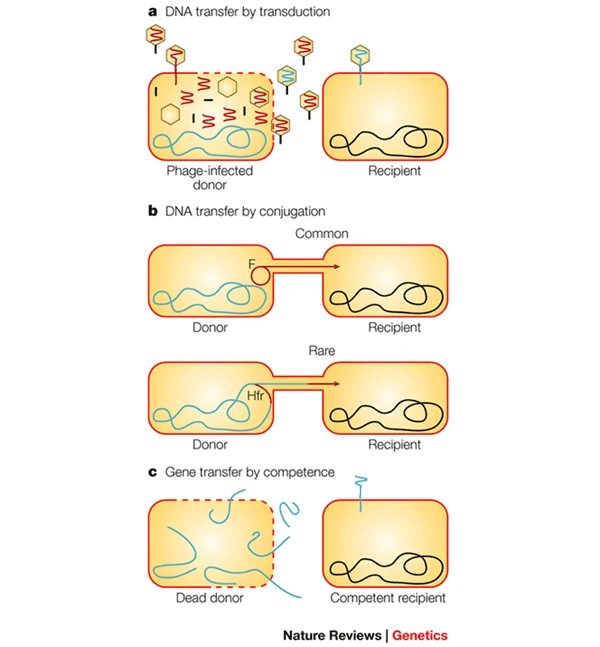 a DNA transfer by transduction
Phage-infected
donor
Recipient
b DNA transfer by conjugation
Common
F
Donor
Recipient
Rare
Hfr
Donor
Recipient
c Gene transfer by competence
Dead donor
Competent recipient
Nature Reviews | Genetics